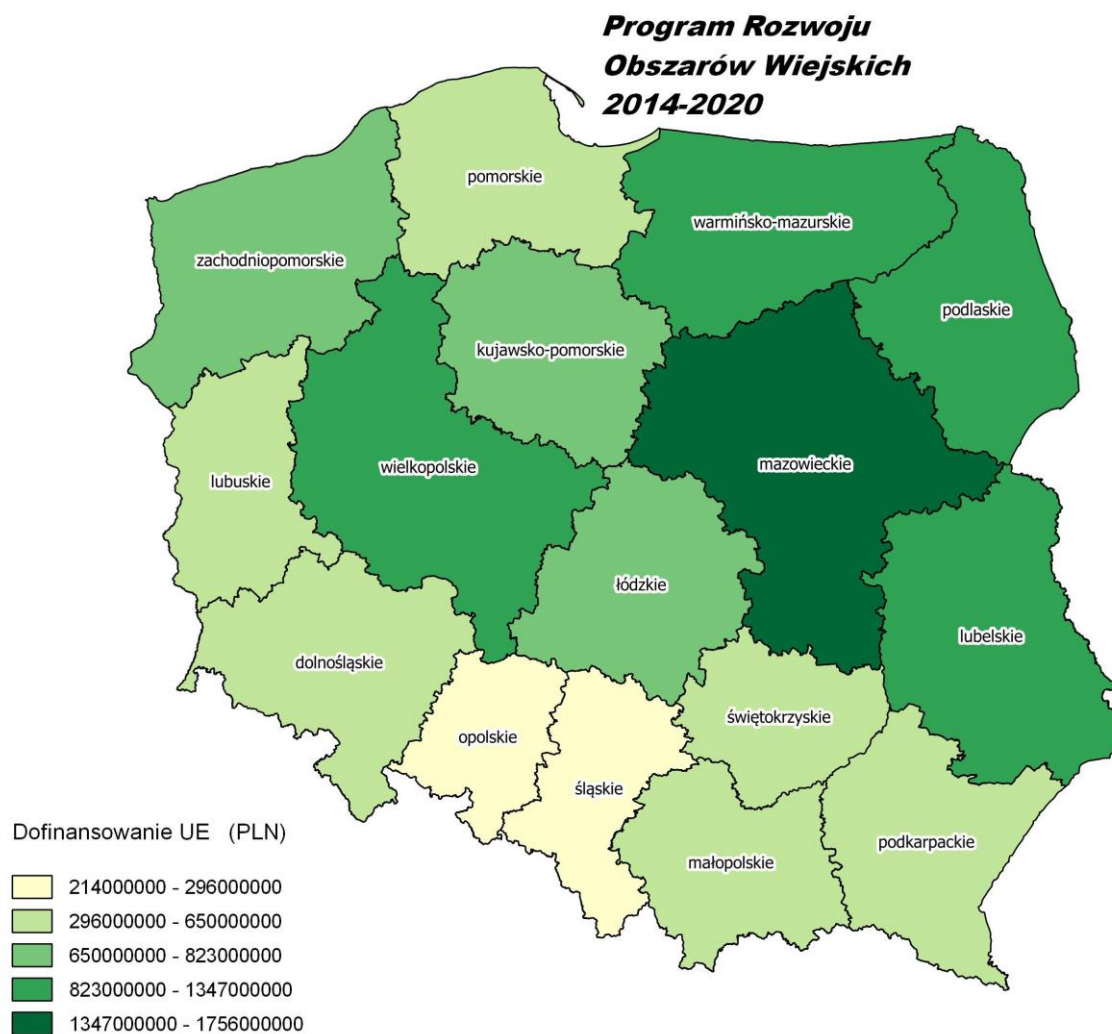 Program Rozwoju
Obszarów Wiejskich
2014-2020
pomorskie
warmińsko-mazurskie
zachodniopomorskie
podlaskie
kujawsko-pomorskie
wielkopolskie
mazowieckie
lubuskie
łódzkie
lubelskie
dolnośląskie
świętokrzyskie
opolskie
śląskie
podkarpackie
małopolskie
Dofinansowanie UE (PLN)
214000000 - 296000000
296000000 - 650000000
650000000 - 823000000
823000000 - 1347000000
1347000000 - 1756000000